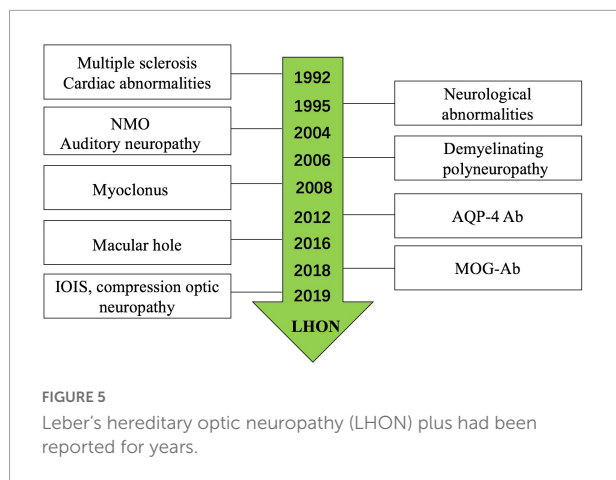 Multiple sclerosis
Cardiac abnormalities
1992
1995
Neurological
abnormalities
NMO
Auditory neuropathy
2004
2006
Demyelinating
polyneuropathy
Myoclonus
2008
2012
AQP-4 Ab
Macular hole
2016
2018
MOG-Ab
IOIS, compression optic
neuropathy
2019
LHON
FIGURE 5
Leber's hereditary optic neuropathy (LHON) plus had been
reported for years.